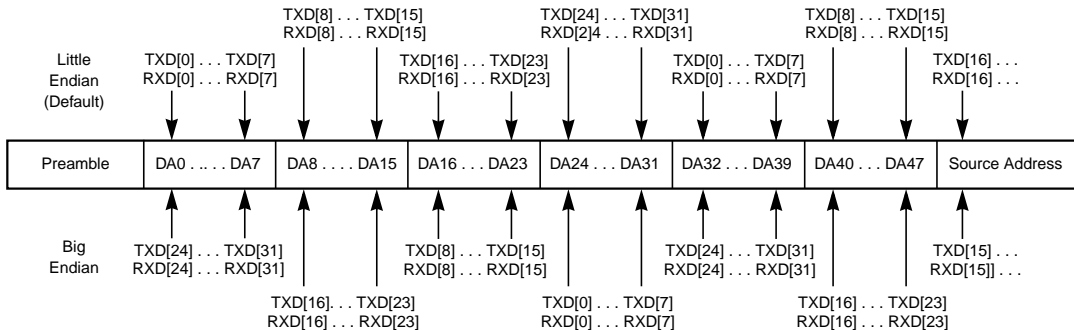 TXD[8] . . . TXD[15]
RXD[8] . . . RXD[15]
TXD[24] . . . TXD[31]
RXD[2]4 . . . RXD[31]
TXD[8] . . . TXD[15]
RXD[8] . . . RXD[15]
Little
Endian
(Default)
TXD[0] . . . TXD[7]
RXD[0] . . . RXD[7]
TXD[16] . . . TXD[23]
RXD[16] . . . RXD[23]
TXD[0] . . . TXD[7]
RXD[0] . . . RXD[7]
TXD[16] . . .
RXD[16] . . .
Preamble
DA0 . ... . . DA7
DA8 . . . . DA15
DA16 . . . DA23
DA24 . . . DA31
DA32 . . . DA39
DA40 . . . DA47
Source Address
Big
Endian
TXD[24] . . . TXD[31]
RXD[24] . . . RXD[31]
TXD[8] . . . TXD[15]
RXD[8] . . . RXD[15]
TXD[24] . . . TXD[31]
RXD[24] . . . RXD[31]
TXD[15] . . .
RXD[15]] . . .
TXD[16]. . . TXD[23]
RXD[16] . . . RXD[23]
TXD[0] . . . TXD[7]
RXD[0] . . . RXD[7]
TXD[16] . . . TXD[23]
RXD[16] . . . RXD[23]